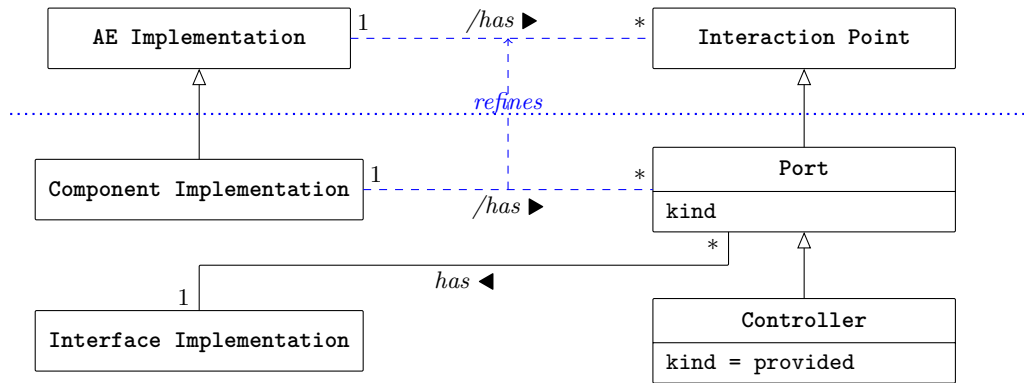 AE Implementation
1
/has ▶
*
Interaction Point
refines
Component Implementation
1
/has ▶
*
Port
kind
*
has ◀
1
Interface Implementation
Controller
kind = provided